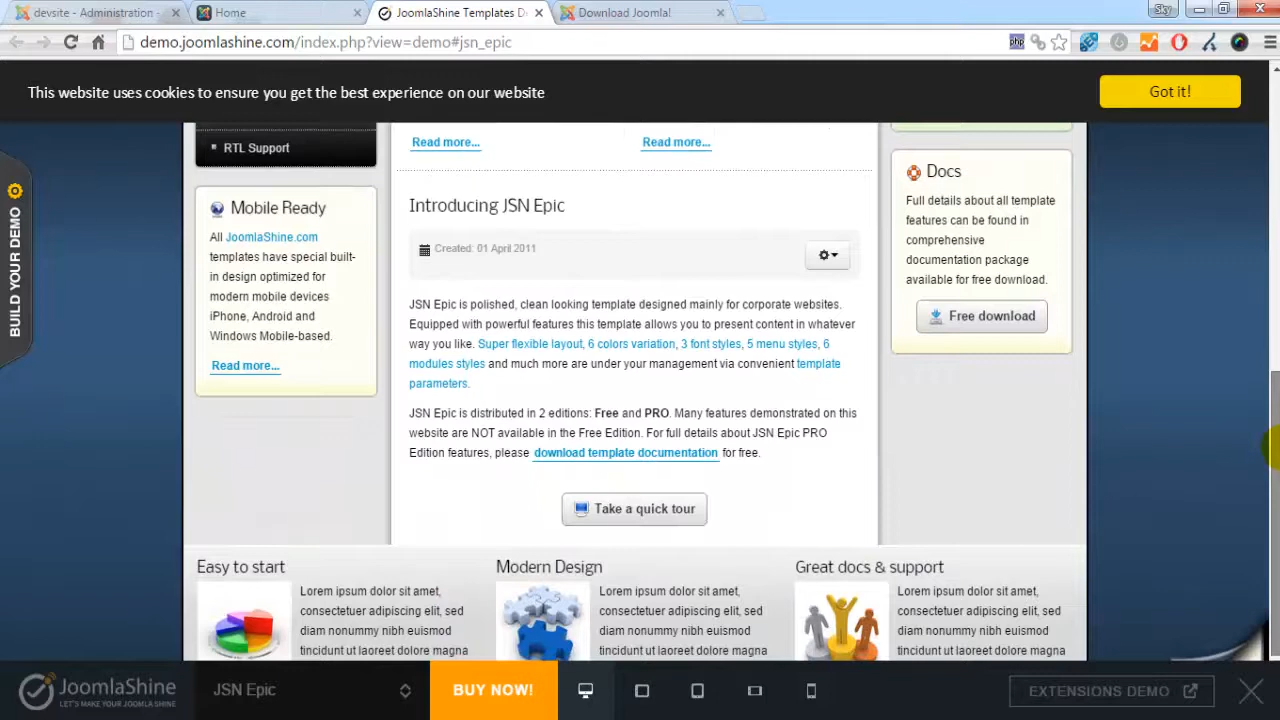 devsite - Administration -
Home
JoomlaShine Templates D
Download Joomla!
Sky
demo.joomlashine.com/index.php?view=demo#jsn_epic
php
This website uses cookies to ensure you get the best experience on our website
Got it!
BUILD YOUR DEMO
RTL Support
Mobile Ready
All JoomlaShine.com
templates have special built-
in design optimized for
modern mobile devices
iPhone, Android and
Windows Mobile-based.
Read more...
Read more...
Read more...
Introducing JSN Epic
Created: 01 April 2011
JSN Epic is polished, clean looking template designed mainly for corporate websites.
Equipped with powerful features this template allows you to present content in whatever
way you like. Super flexible layout, 6 colors variation, 3 font styles, 5 menu styles, 6
modules styles and much more are under your management via convenient template
parameters.
JSN Epic is distributed in 2 editions: Free and PRO. Many features demonstrated on this
website are NOT available in the Free Edition. For full details about JSN Epic PRO
Edition features, please download template documentation for free.
Take a quick tour
Docs
Full details about all template
features can be found in
comprehensive
documentation package
available for free download.
Free download
Easy to start
Lorem ipsum dolor sit amet,
consectetuer adipiscing elit, sed
diam nonummy nibh euismod
tincidunt ut laoreet dolore magna
Modern Design
Lorem ipsum dolor sit amet,
consectetuer adipiscing elit, sed
diam nonummy nibh euismod
tincidunt ut laoreet dolore magna
Great docs & support
Lorem ipsum dolor sit amet,
consectetuer adipiscing elit, sed
diam nonummy nibh euismod
tincidunt ut laoreet dolore magna
JoomlaShine
LET'S MAKE YOUR JOOMLA SHINE
JSN Epic
BUY NOW!
EXTENSIONS DEMO